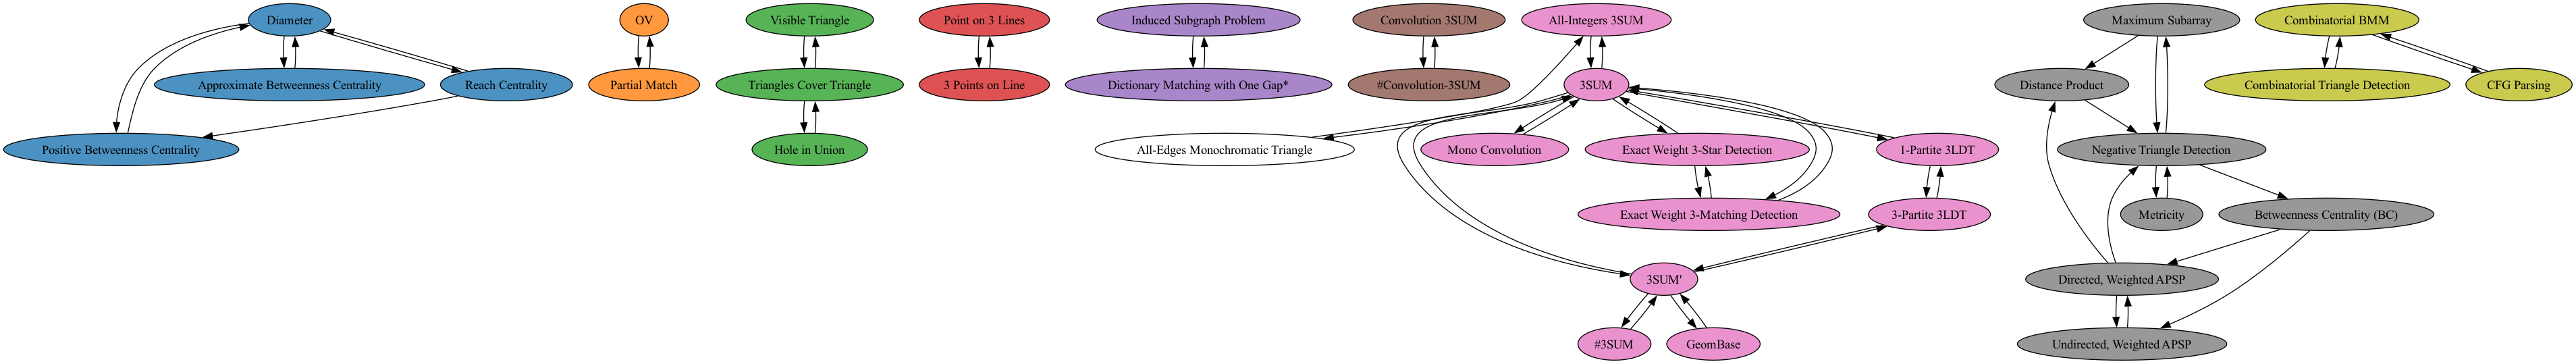 Diameter
OV
Visible Triangle
Point on 3 Lines
Induced Subgraph Problem
Convolution 3SUM
All-Integers 3SUM
Maximum Subarray
Combinatorial BMM
Approximate Betweenness Centrality
Reach Centrality
Partial Match
Triangles Cover Triangle
3 Points on Line
Dictionary Matching with One Gap*
#Convolution-3SUM
3SUM
Distance Product
Combinatorial Triangle Detection
CFG Parsing
Positive Betweenness Centrality
Hole in Union
All-Edges Monochromatic Triangle
Mono Convolution
Exact Weight 3-Star Detection
1-Partite 3LDT
Negative Triangle Detection
Exact Weight 3-Matching Detection
3-Partite 3LDT
Metricity
Betweenness Centrality (BC)
3SUM'
Directed, Weighted APSP
#3SUM
GeomBase
Undirected, Weighted APSP